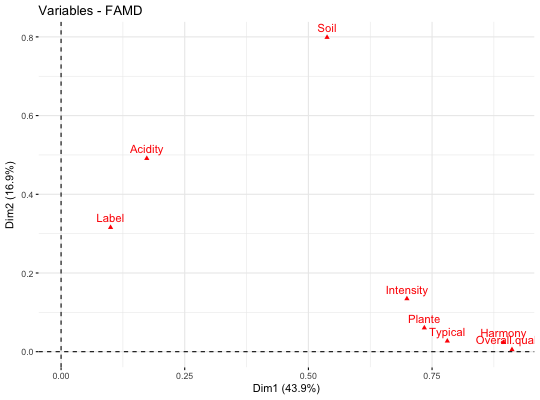 Variables - FAMD
Dim2 (16.9%)
0.8
0.6
0.4
0.2
0.0
Soil
Acidity
Label
Intensity
Plante
Typical
Harmony
Overall.qua
0.00
0.25
0.50
0.75
Dim1 (43.9%)